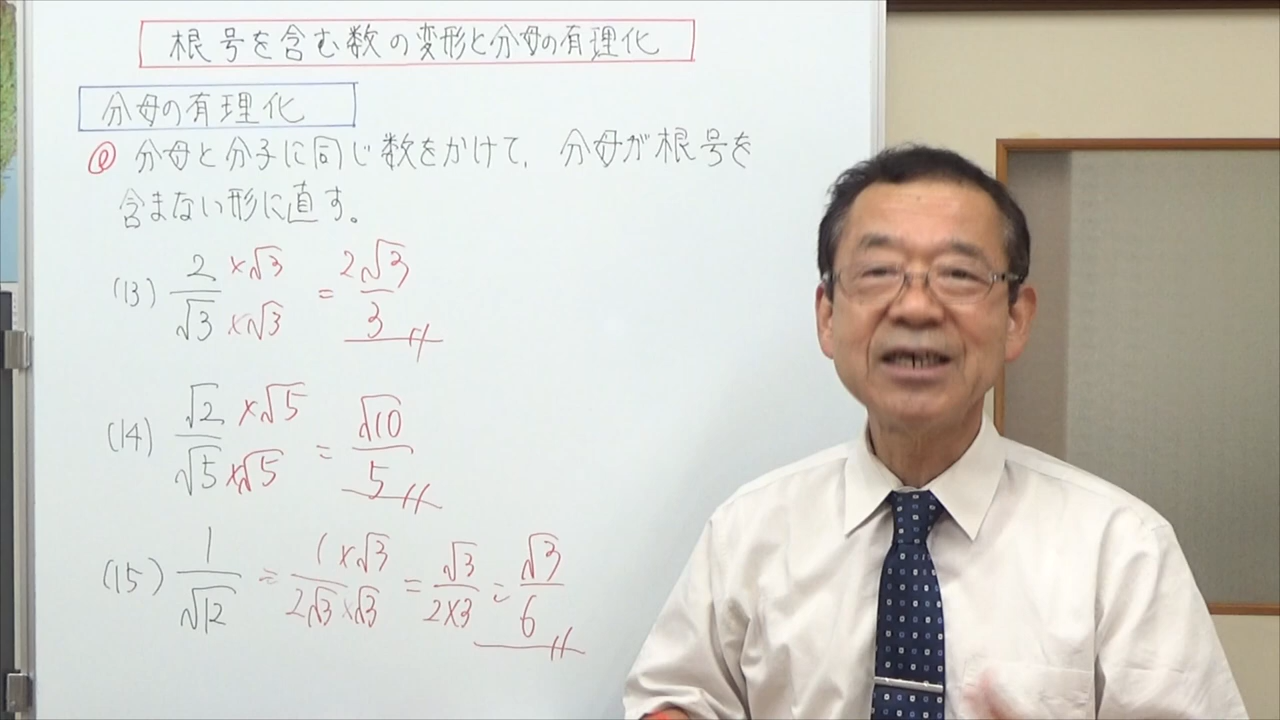 根号を含む数の変形と分母の有理化
分母の有理化
◎ 分母と分子に同じ数をかけて、分母が根号を
含まない形に直す。
(13) 2×√3 / √3×√3 = 2√3 / 3
(14) √2×√5 / √5×√5 = √10 / 5
(15) 1 / √12 = 1×√3 / 2√3×√3 = √3 / 2×3 = √3 / 6